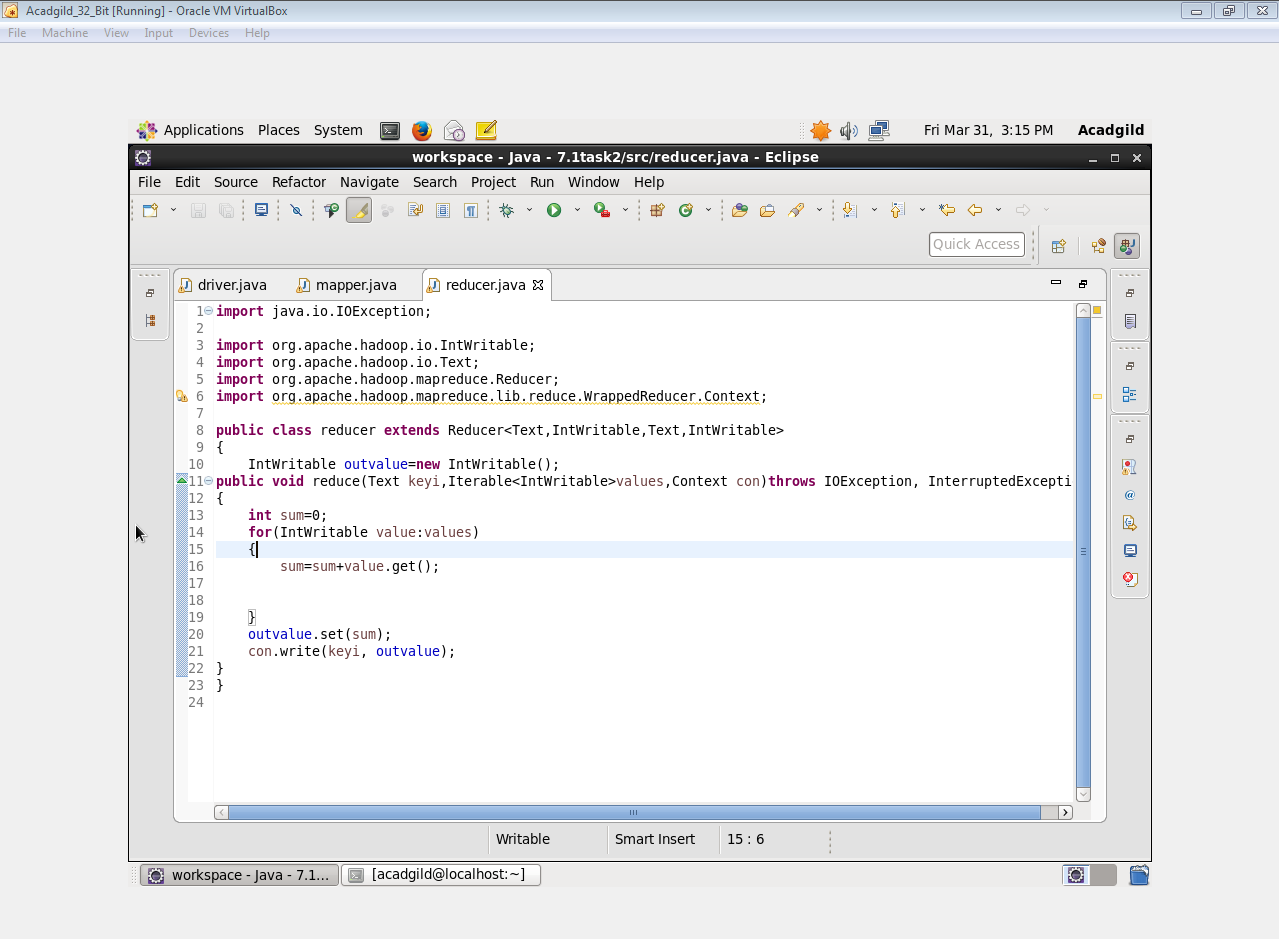 Acadgild_32_Bit [Running] - Oracle VM VirtualBox
File Machine View Input Devices Help
Applications Places System Fri Mar 31, 3:15 PM Acadgild
workspace - Java - 7.1task2/src/reducer.java - Eclipse
File Edit Source Refactor Navigate Search Project Run Window Help
Quick Access
driver.java mapper.java reducer.java
1 import java.io.IOException;
2
3 import org.apache.hadoop.io.IntWritable;
4 import org.apache.hadoop.io.Text;
5 import org.apache.hadoop.mapreduce.Reducer;
6 import org.apache.hadoop.mapreduce.lib.reduce.WrappedReducer.Context;
7
8 public class reducer extends Reducer<Text,IntWritable,Text,IntWritable>
9 {
10     IntWritable outvalue=new IntWritable();
11 public void reduce(Text keyi,Iterable<IntWritable>values,Context con)throws IOException, InterruptedExcepti
12 {
13     int sum=0;
14     for(IntWritable value:values)
15     {
16         sum=sum+value.get();
17
18
19     }
20     outvalue.set(sum);
21     con.write(keyi, outvalue);
22 }
23 }
24
Writable Smart Insert 15 : 6
workspace - Java - 7.1... [acadgild@localhost:~]